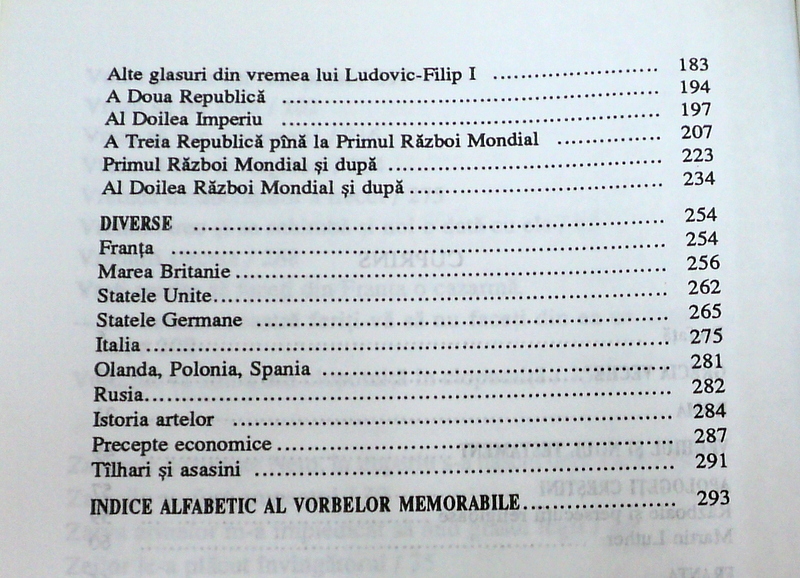 Alte glasuri din vremea lui Ludovic-Filip I ........................ 183
A Doua Republică ........................ 194
Al Doilea Imperiu ........................ 197
A Treia Republică pînă la Primul Război Mondial ........................ 207
Primul Război Mondial și după ........................ 223
Al Doilea Război Mondial și după ........................ 234
DIVERSE ........................ 254
Franța ........................ 254
Marea Britanie ........................ 256
Statele Unite ........................ 262
Statele Germane ........................ 265
Italia ........................ 275
Olanda, Polonia, Spania ........................ 281
Rusia ........................ 282
Istoria artelor ........................ 284
Precepte economice ........................ 287
Tîlhari și asasini ........................ 291
INDICE ALFABETIC AL VORBELOR MEMORABILE ........................ 293